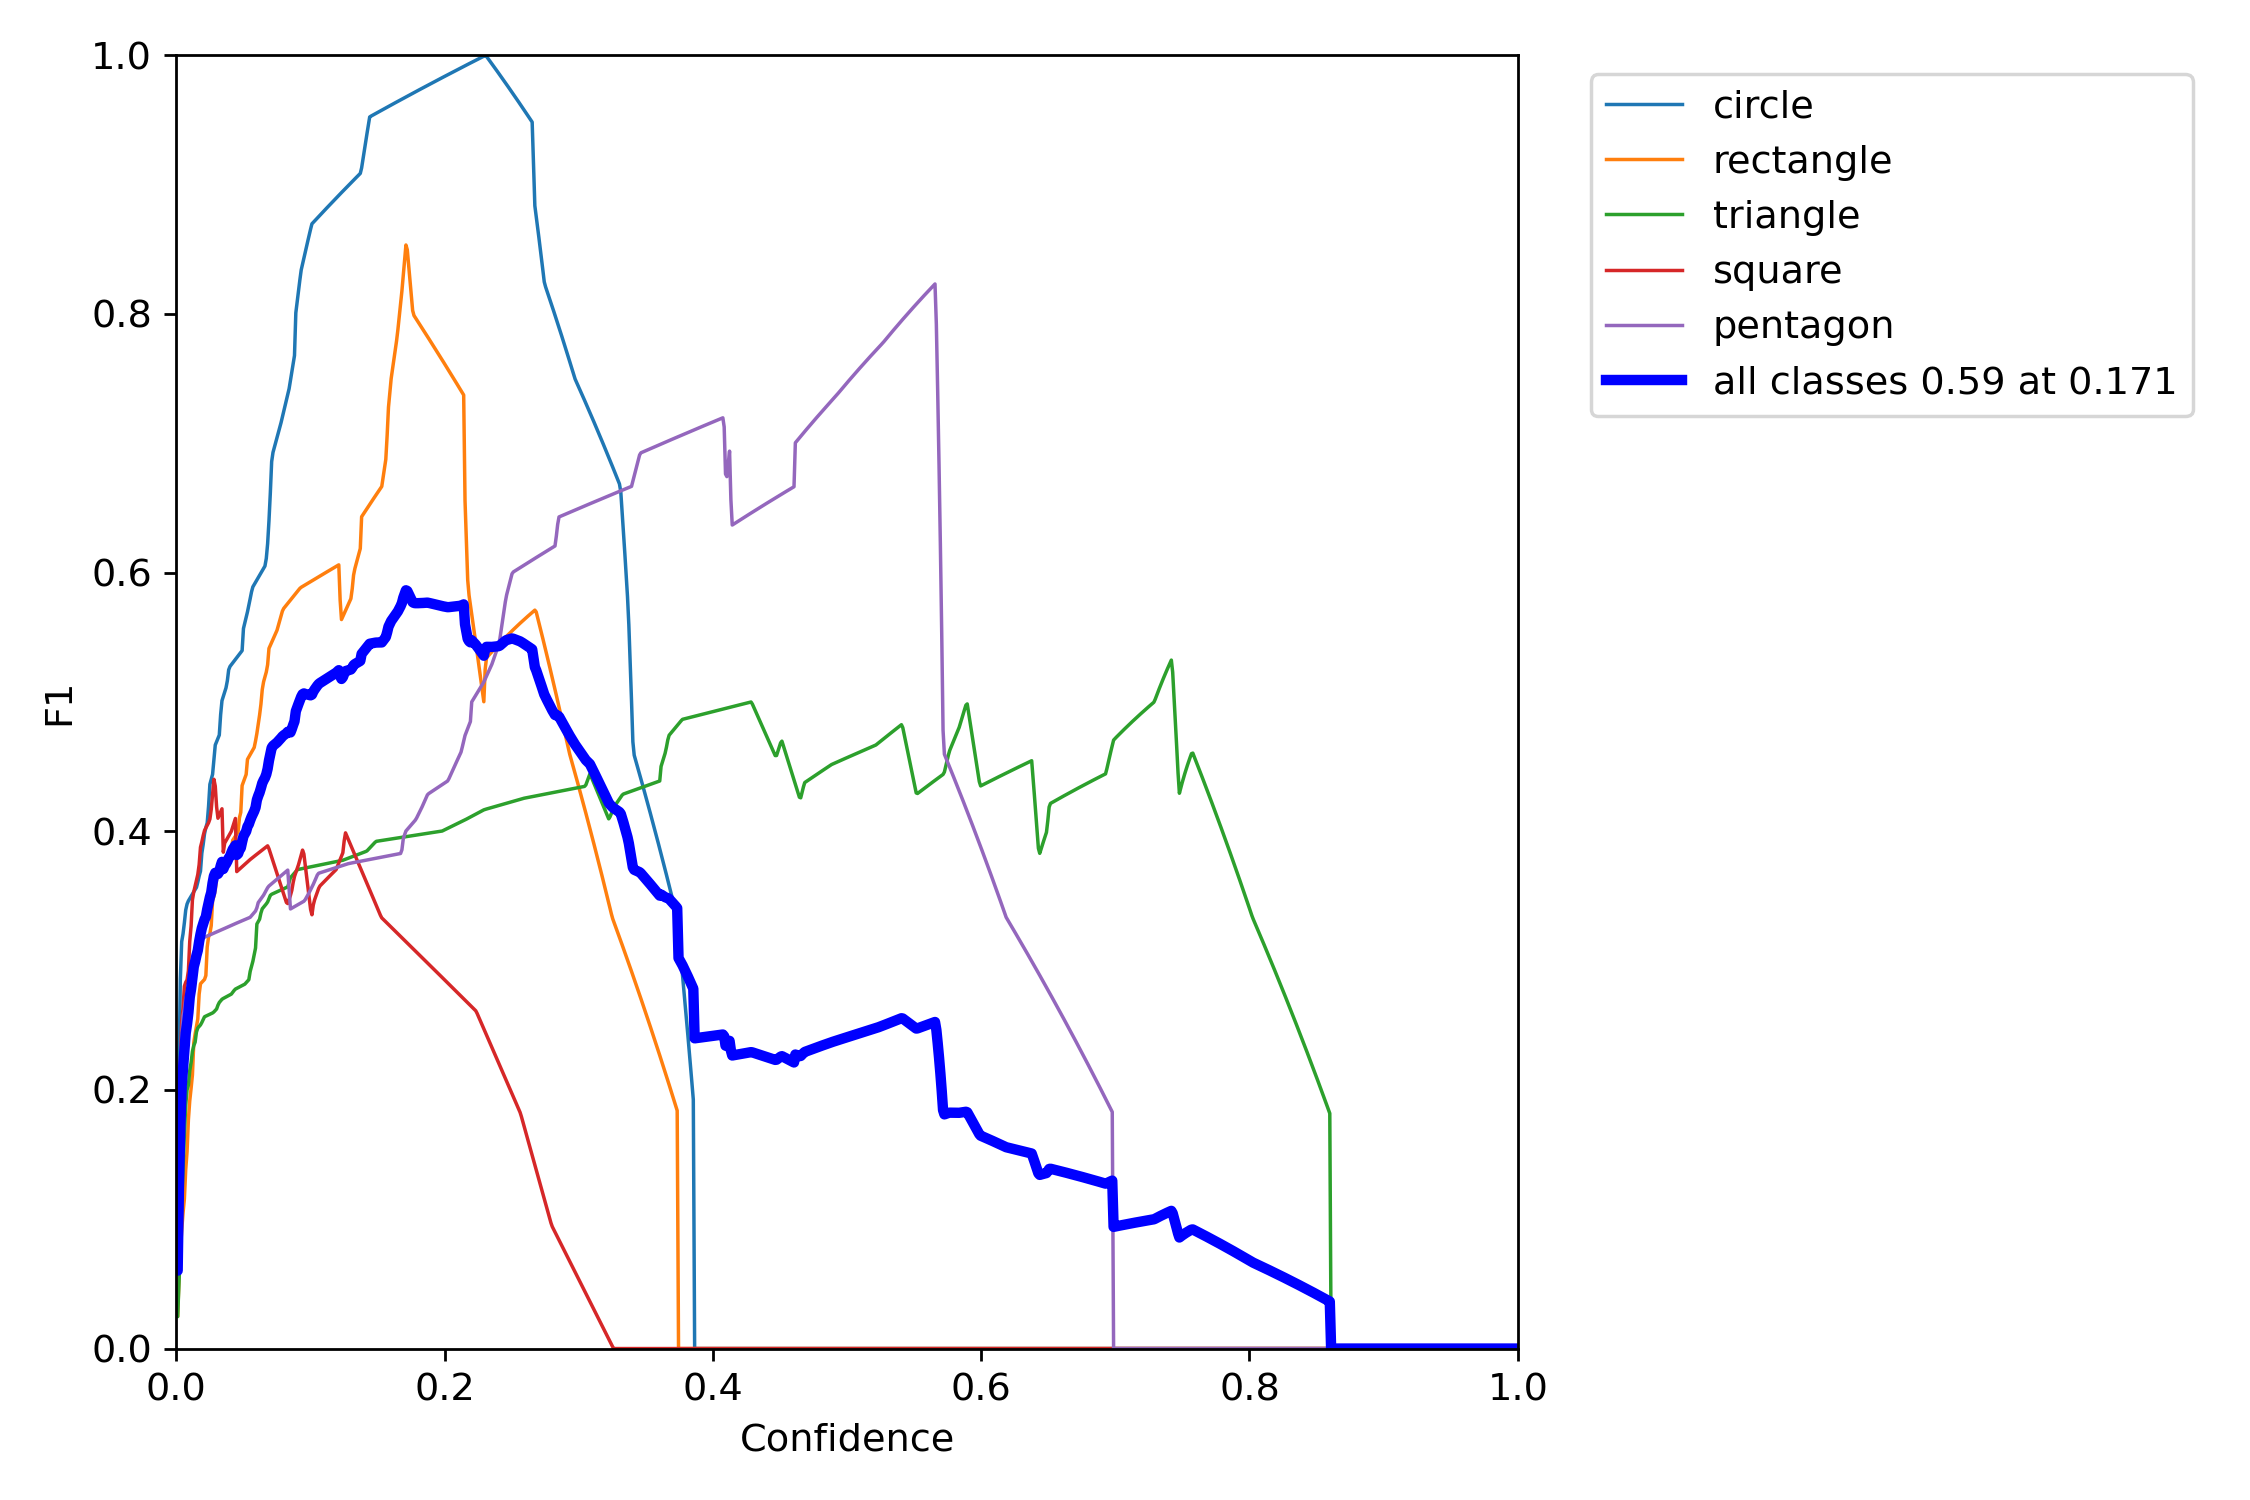 1.0
0.8
0.6
0.4
0.2
0.0
F1
0.0 0.2 0.4 0.6 0.8 1.0
Confidence
circle
rectangle
triangle
square
pentagon
all classes 0.59 at 0.171